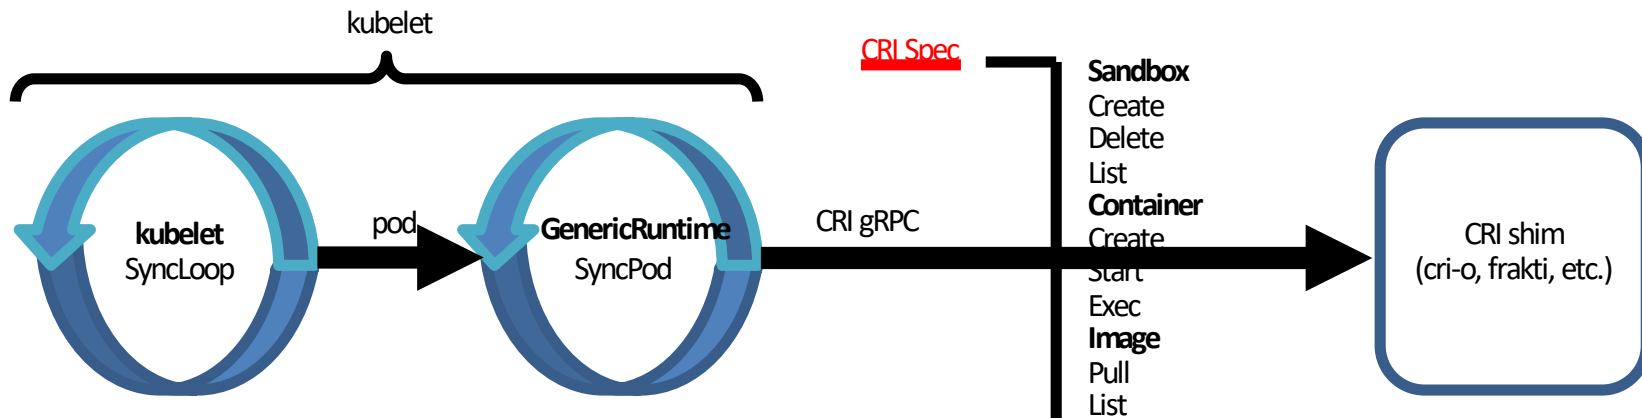 kubelet
kubelet
SyncLoop
pod
GenericRuntime
SyncPod
CRI gRPC
CRI Spec
Sandbox
Create
Delete
List
Container
Create
Start
Exec
Image
Pull
List
CRI shim
(cri-o, frakti, etc.)